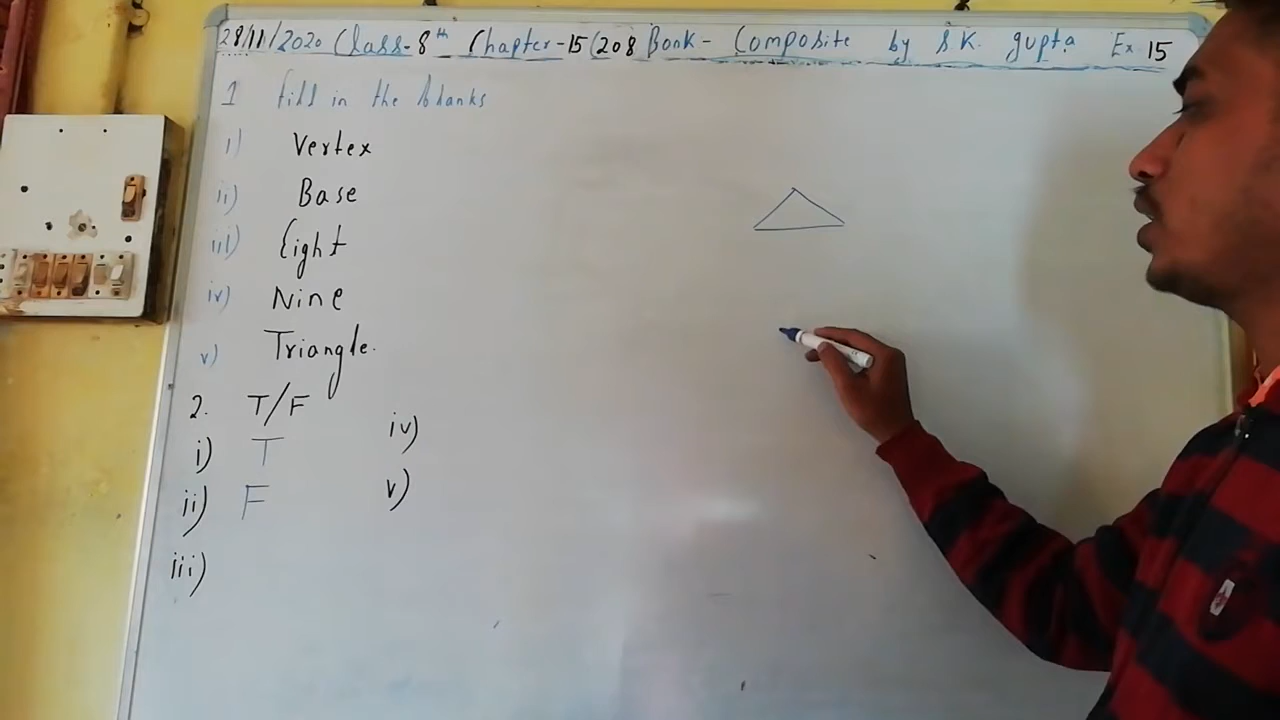 28/11/2020 Class-8th Chapter-15(208 Book- Composite by S.K. gupta Ex 15
1 fill in the blanks
i) Vertex
ii) Base
iii) Eight
iv) Nine
v) Triangle.
2. T/F
i) T
ii) F
iii)
iv)
v)